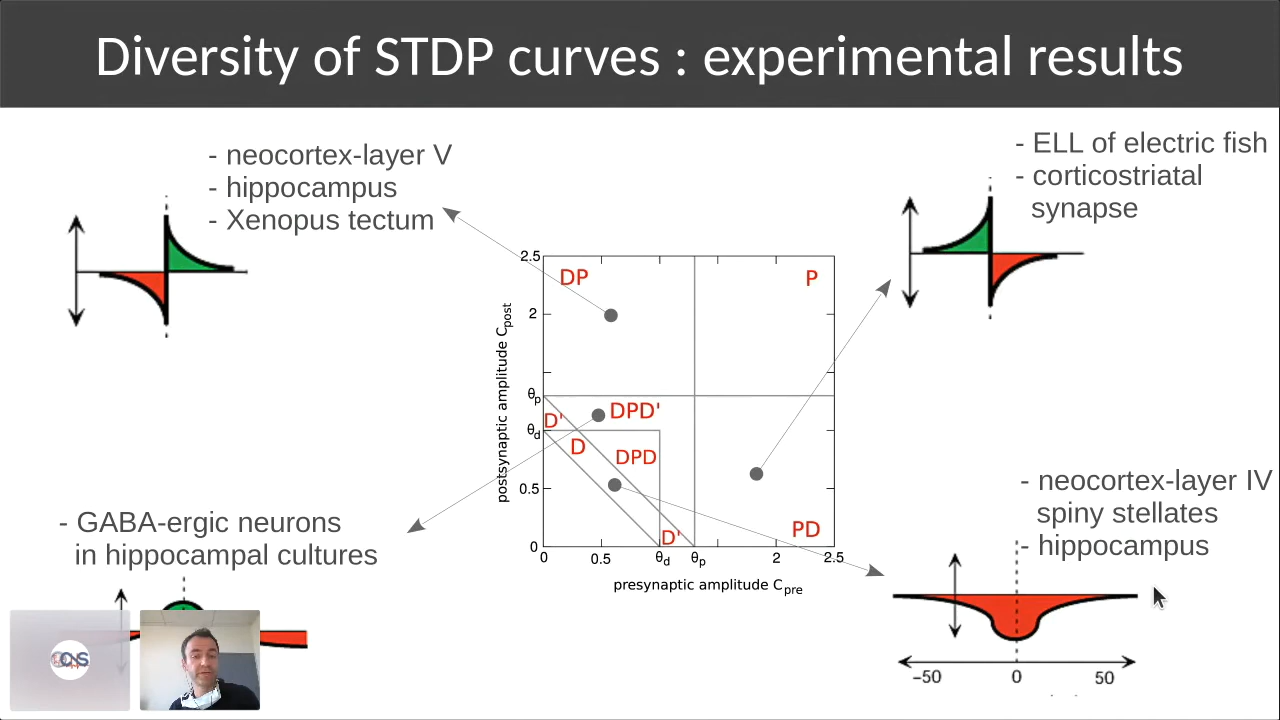 Diversity of STDP curves : experimental results
- neocortex-layer V
- hippocampus
- Xenopus tectum
- ELL of electric fish
- corticostriatal
synapse
2.5
2
θp
θd
0.5
0
postsynaptic amplitude Cpost
DP
P
DPD'
D'
D
DPD
D'
PD
0
0.5
θd
θp
2
2.5
presynaptic amplitude Cpre
- GABA-ergic neurons
in hippocampal cultures
- neocortex-layer IV
spiny stellates
- hippocampus
−50
0
50